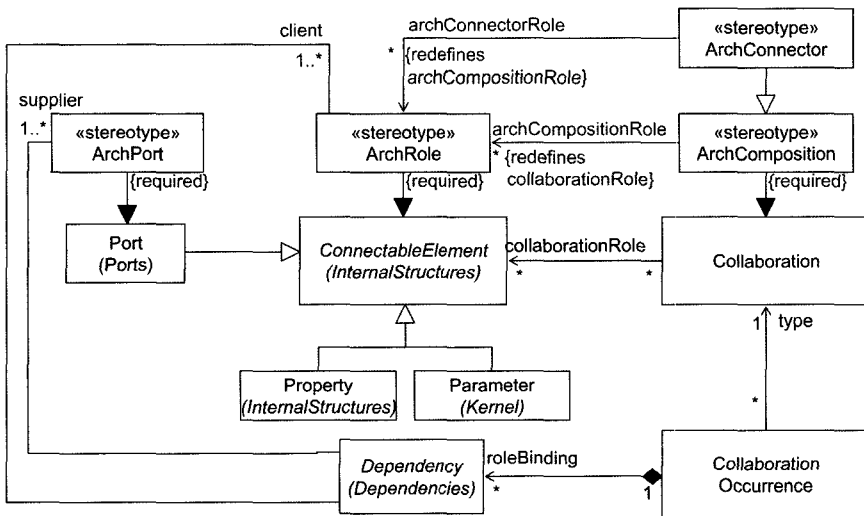 client
1..*
archConnectorRole
* {redefines
archCompositionRole}
«stereotype»
ArchConnector
supplier
1..*
«stereotype»
ArchPort
{required}
«stereotype»
ArchRole
{required}
archCompositionRole
* {redefines
collaborationRole}
«stereotype»
ArchComposition
{required}
Port
(Ports)
ConnectableElement
(InternalStructures)
collaborationRole
* *
Collaboration
1 type
*
Property
(InternalStructures)
Parameter
(Kernel)
Dependency
(Dependencies)
roleBinding
* 1
Collaboration
Occurrence